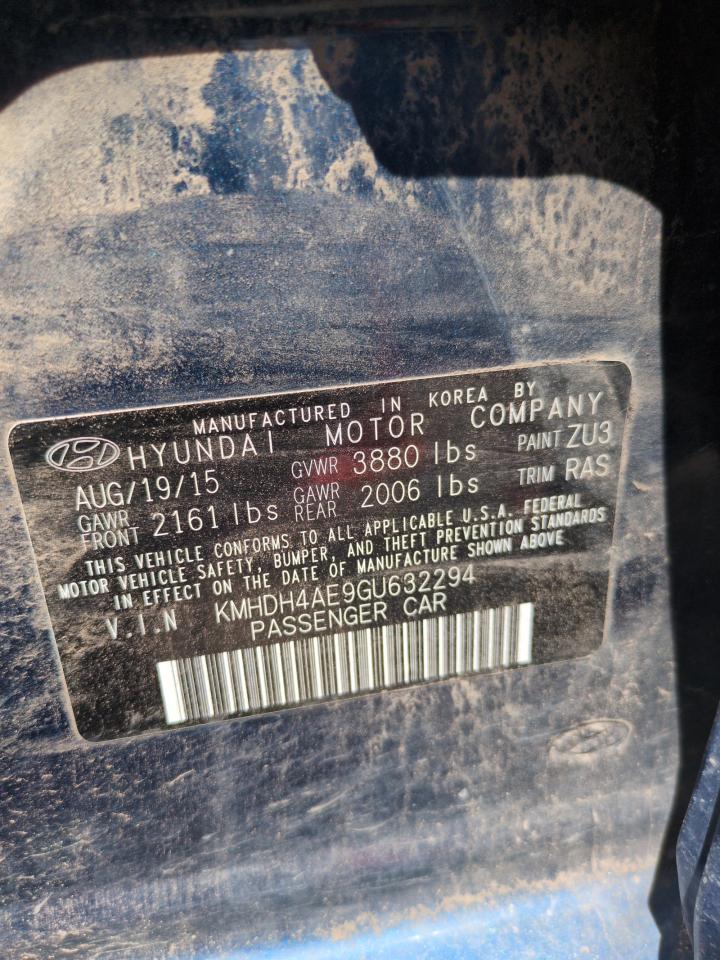 MANUFACTURED IN KOREA BY
HYUNDAI MOTOR COMPANY
AUG/19/15 GVWR 3880 lbs PAINT ZU3
GAWR FRONT 2161 lbs GAWR REAR 2006 lbs TRIM RAS
THIS VEHICLE CONFORMS TO ALL APPLICABLE U.S.A. FEDERAL
MOTOR VEHICLE SAFETY, BUMPER, AND THEFT PREVENTION STANDARDS
IN EFFECT ON THE DATE OF MANUFACTURE SHOWN ABOVE
V.I.N KMHDH4AE9GU632294
PASSENGER CAR